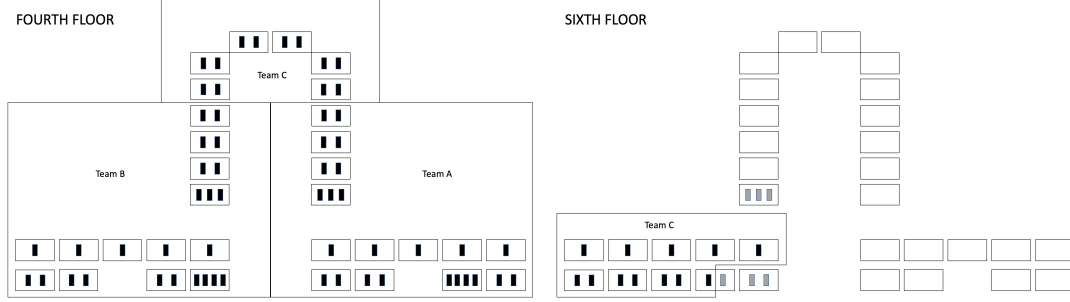 FOURTH FLOOR
SIXTH FLOOR
Team C
Team B
Team A
Team C